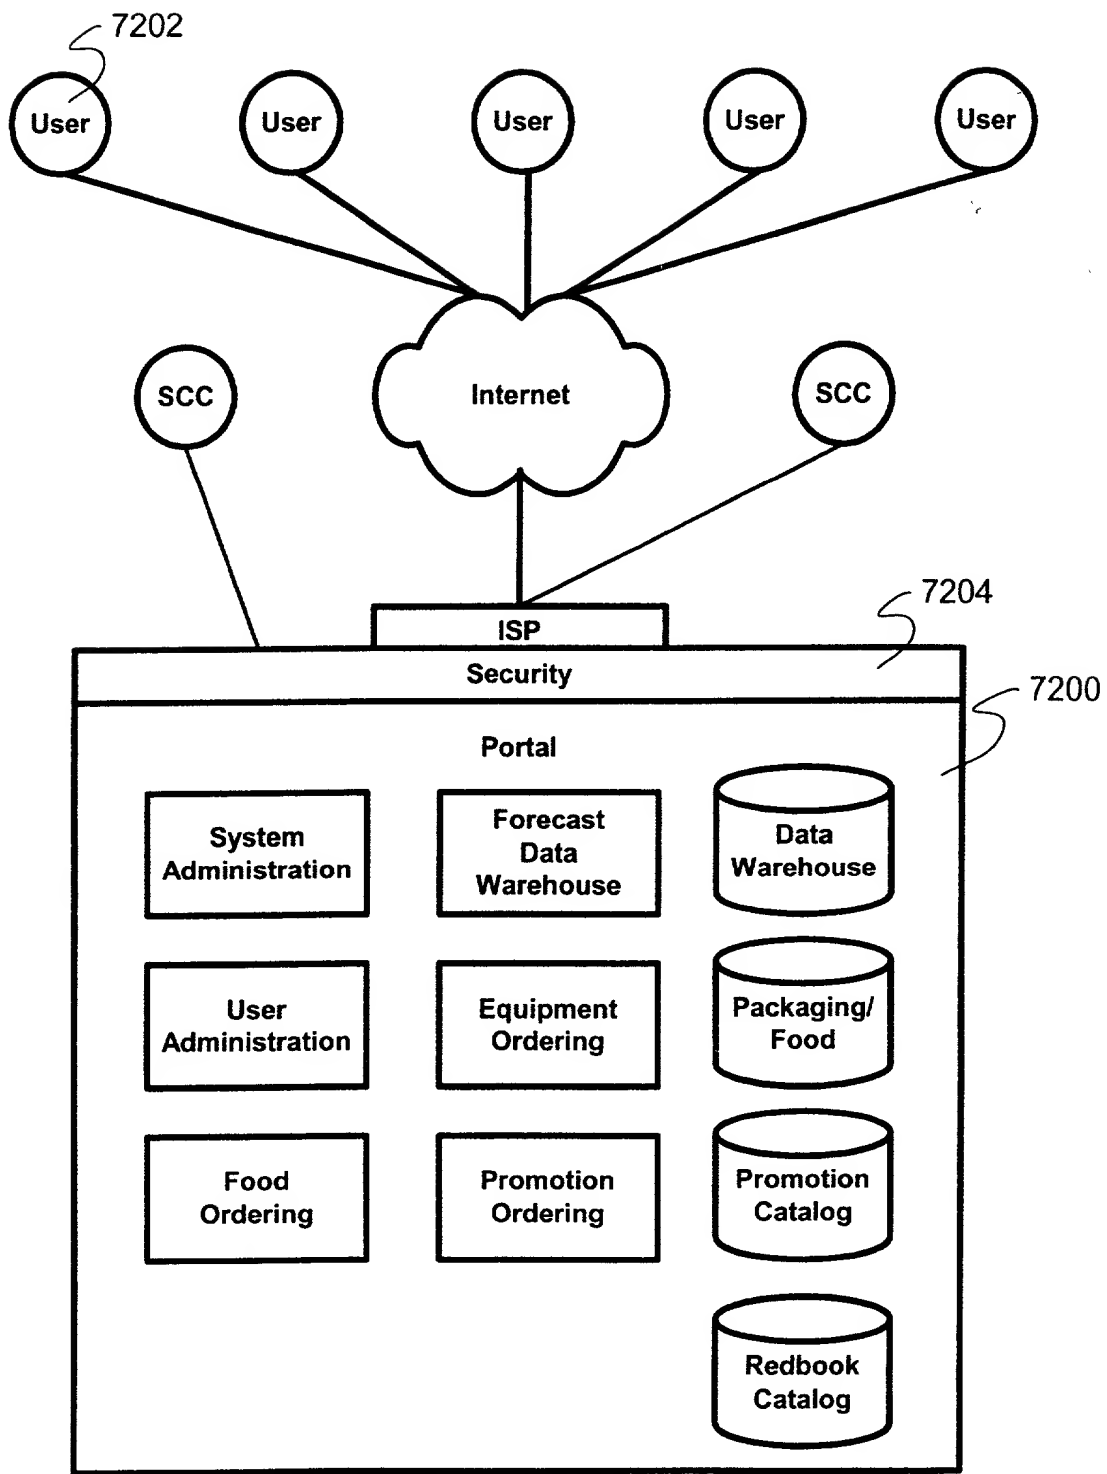 7202
User
User
User
User
User
SCC
Internet
SCC
7204
ISP
Security
7200
Portal
System
Administration
Forecast
Data
Warehouse
Data
Warehouse
User
Administration
Equipment
Ordering
Packaging/
Food
Food
Ordering
Promotion
Ordering
Promotion
Catalog
Redbook
Catalog